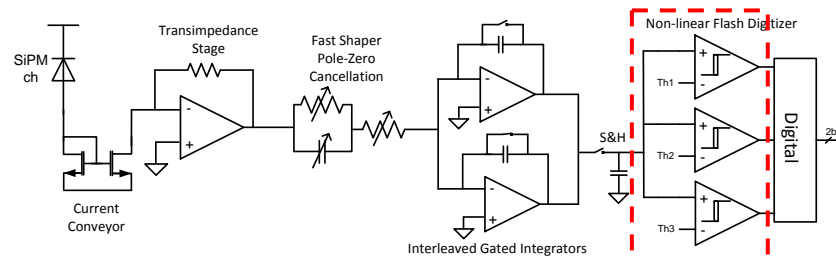 SiPM
ch
Current
Conveyor
Transimpedance
Stage
-
+
Fast Shaper
Pole-Zero
Cancellation
-
+
-
+
Interleaved Gated Integrators
S&H
Non-linear Flash Digitizer
+
Th1
-
+
Th2
-
+
Th3
-
Digital
2b